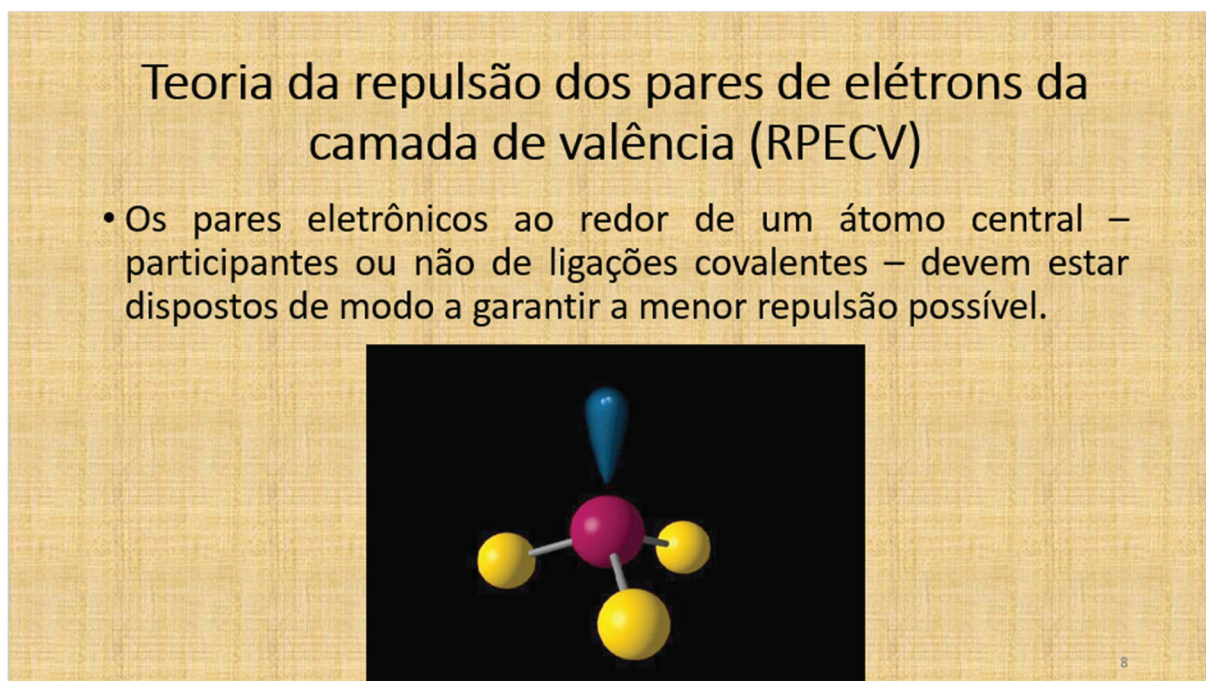 Teoria da repulsão dos pares de elétrons da
camada de valência (RPECV)
• Os pares eletrônicos ao redor de um átomo central –
participantes ou não de ligações covalentes – devem estar
dispostos de modo a garantir a menor repulsão possível.
8